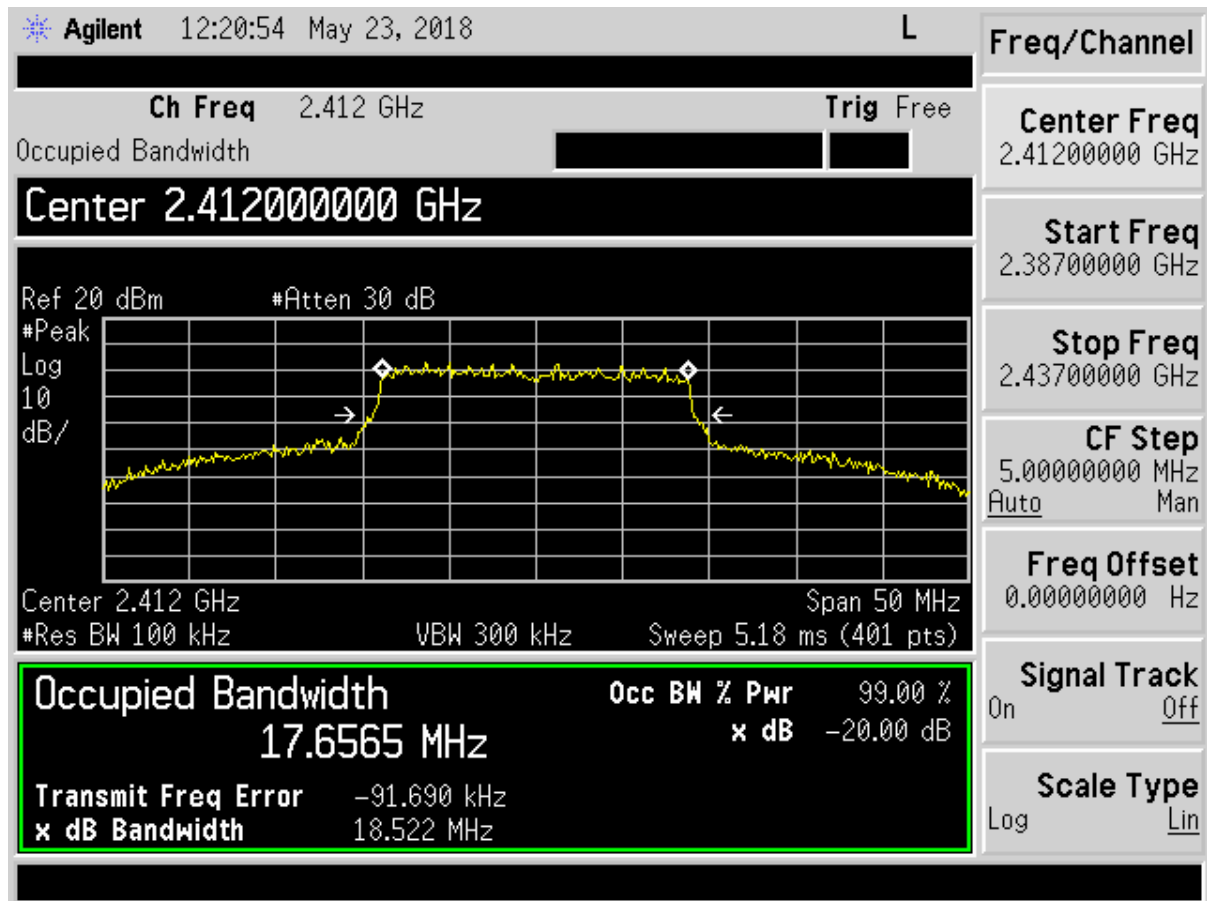 Agilent 12:20:54 May 23, 2018 L
Ch Freq 2.412 GHz Trig Free
Occupied Bandwidth
Center 2.412000000 GHz
Ref 20 dBm #Atten 30 dB
#Peak
Log
10
dB/
Center 2.412 GHz Span 50 MHz
#Res BW 100 kHz VBW 300 kHz Sweep 5.18 ms (401 pts)
Occupied Bandwidth Occ BW % Pwr 99.00 %
17.6565 MHz x dB -20.00 dB
Transmit Freq Error -91.690 kHz
x dB Bandwidth 18.522 MHz
Freq/Channel
Center Freq
2.41200000 GHz
Start Freq
2.38700000 GHz
Stop Freq
2.43700000 GHz
CF Step
5.00000000 MHz
Auto Man
Freq Offset
0.00000000 Hz
Signal Track
On Off
Scale Type
Log Lin